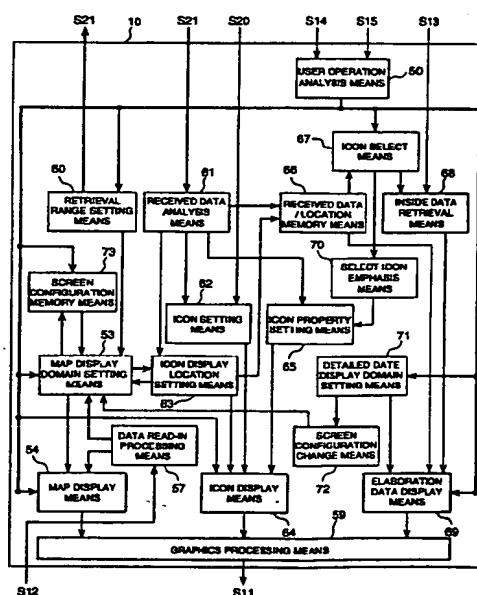 S21 10 S21 S20 S14 S15 S13
USER OPERATION
ANALYSIS MEANS
50
67
ICON SELECT
MEANS
60
RETRIEVAL
RANGE SETTING
MEANS
61
RECEIVED DATA
ANALYSIS
MEANS
66
RECEIVED DATA
/ LOCATION
MEMORY MEANS
68
INSIDE DATA
RETRIEVAL
MEANS
73
SCREEN
CONFIGURATION
MEMORY MEANS
62
ICON SETTING
MEANS
70
SELECT ICON
EMPHASIS
MEANS
ICON PROPERTY
SETTING MEANS
65
53
MAP DISPLAY
DOMAIN SETTING
MEANS
ICON DISPLAY
LOCATION
SETTING MEANS
63
71
DETAILED DATE
DISPLAY DOMAIN
SETTING MEANS
DATA READ-IN
PROCESSING
MEANS
57
SCREEN
CONFIGURATION
CHANGE MEANS
72
54
MAP DISPLAY
MEANS
ICON DISPLAY
MEANS
64
ELABORATION
DATA DISPLAY
MEANS
69
59
GRAPHICS PROCESSING MEANS
S12 S11